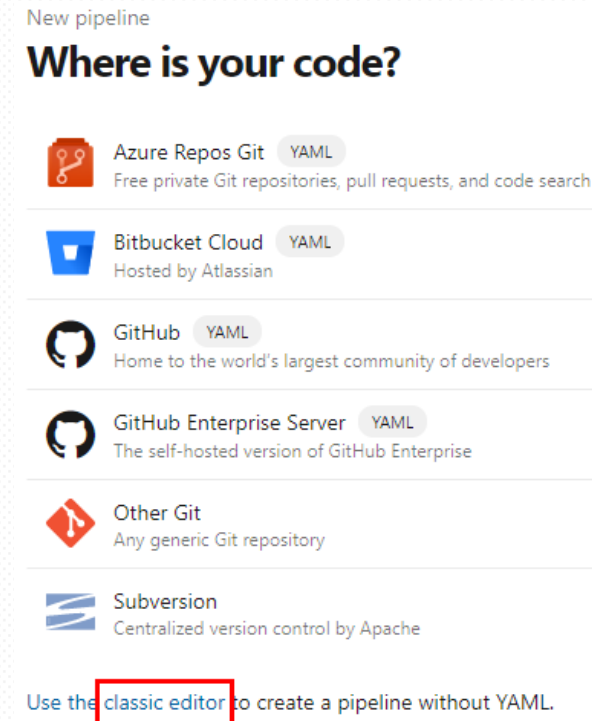 New pipeline
Where is your code?
Azure Repos Git YAML
Free private Git repositories, pull requests, and code search
Bitbucket Cloud YAML
Hosted by Atlassian
GitHub YAML
Home to the world's largest community of developers
GitHub Enterprise Server YAML
The self-hosted version of GitHub Enterprise
Other Git
Any generic Git repository
Subversion
Centralized version control by Apache
Use the classic editor to create a pipeline without YAML.